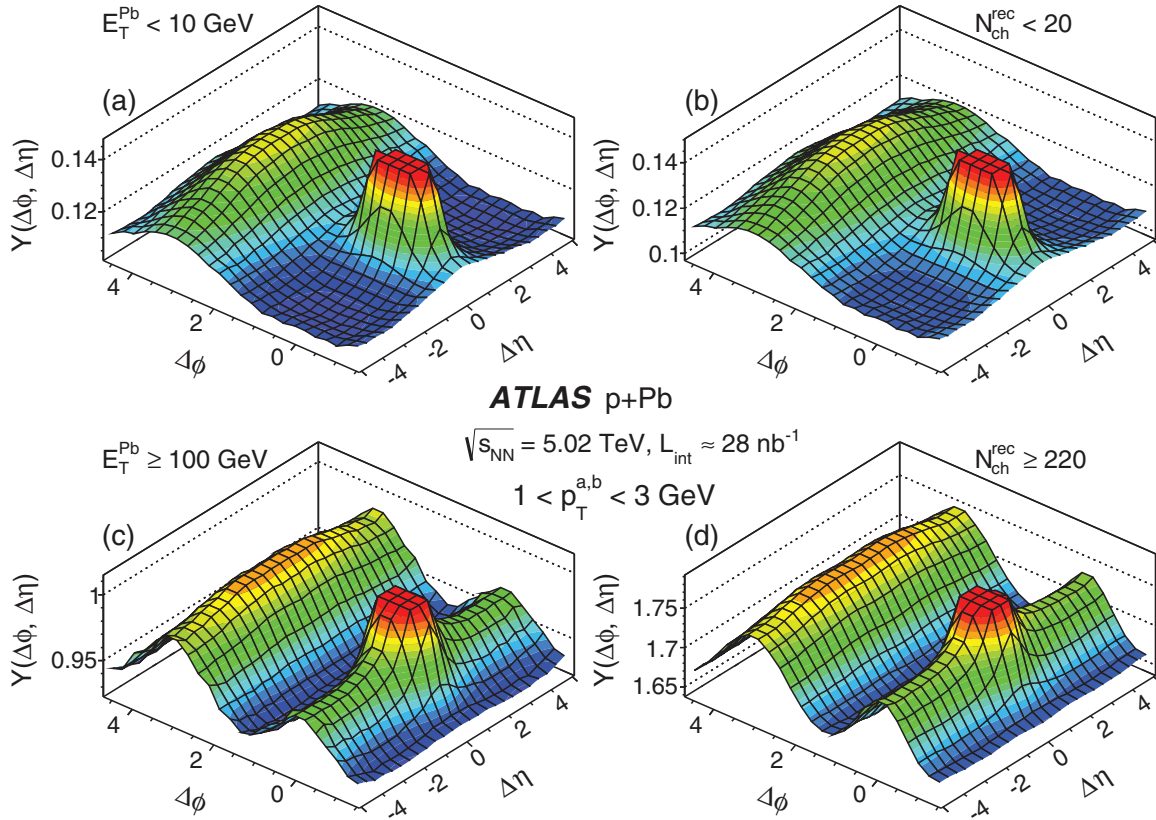 E_T^Pb < 10 GeV
N_ch^rec < 20
(a)
(b)
Y(Δϕ, Δη)
0.14
0.12
4
2
0
Δϕ
-4
-2
0
2
4
Δη
Y(Δϕ, Δη)
0.14
0.12
0.1
4
2
0
Δϕ
-4
-2
0
2
4
Δη
ATLAS p+Pb
√s_NN = 5.02 TeV, L_int ≈ 28 nb^-1
1 < p_T^a,b < 3 GeV
E_T^Pb ≥ 100 GeV
N_ch^rec ≥ 220
(c)
(d)
Y(Δϕ, Δη)
1
0.95
4
2
0
Δϕ
-4
-2
0
2
4
Δη
Y(Δϕ, Δη)
1.75
1.7
1.65
4
2
0
Δϕ
-4
-2
0
2
4
Δη